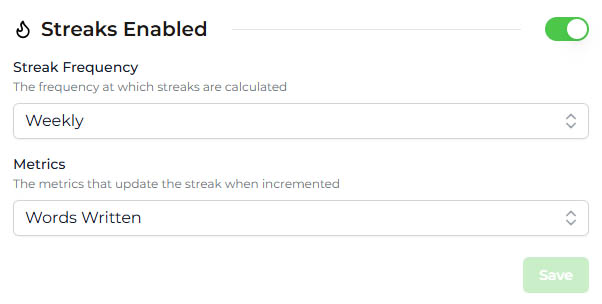 Streaks Enabled
Streak Frequency
The frequency at which streaks are calculated
Weekly
Metrics
The metrics that update the streak when incremented
Words Written
Save